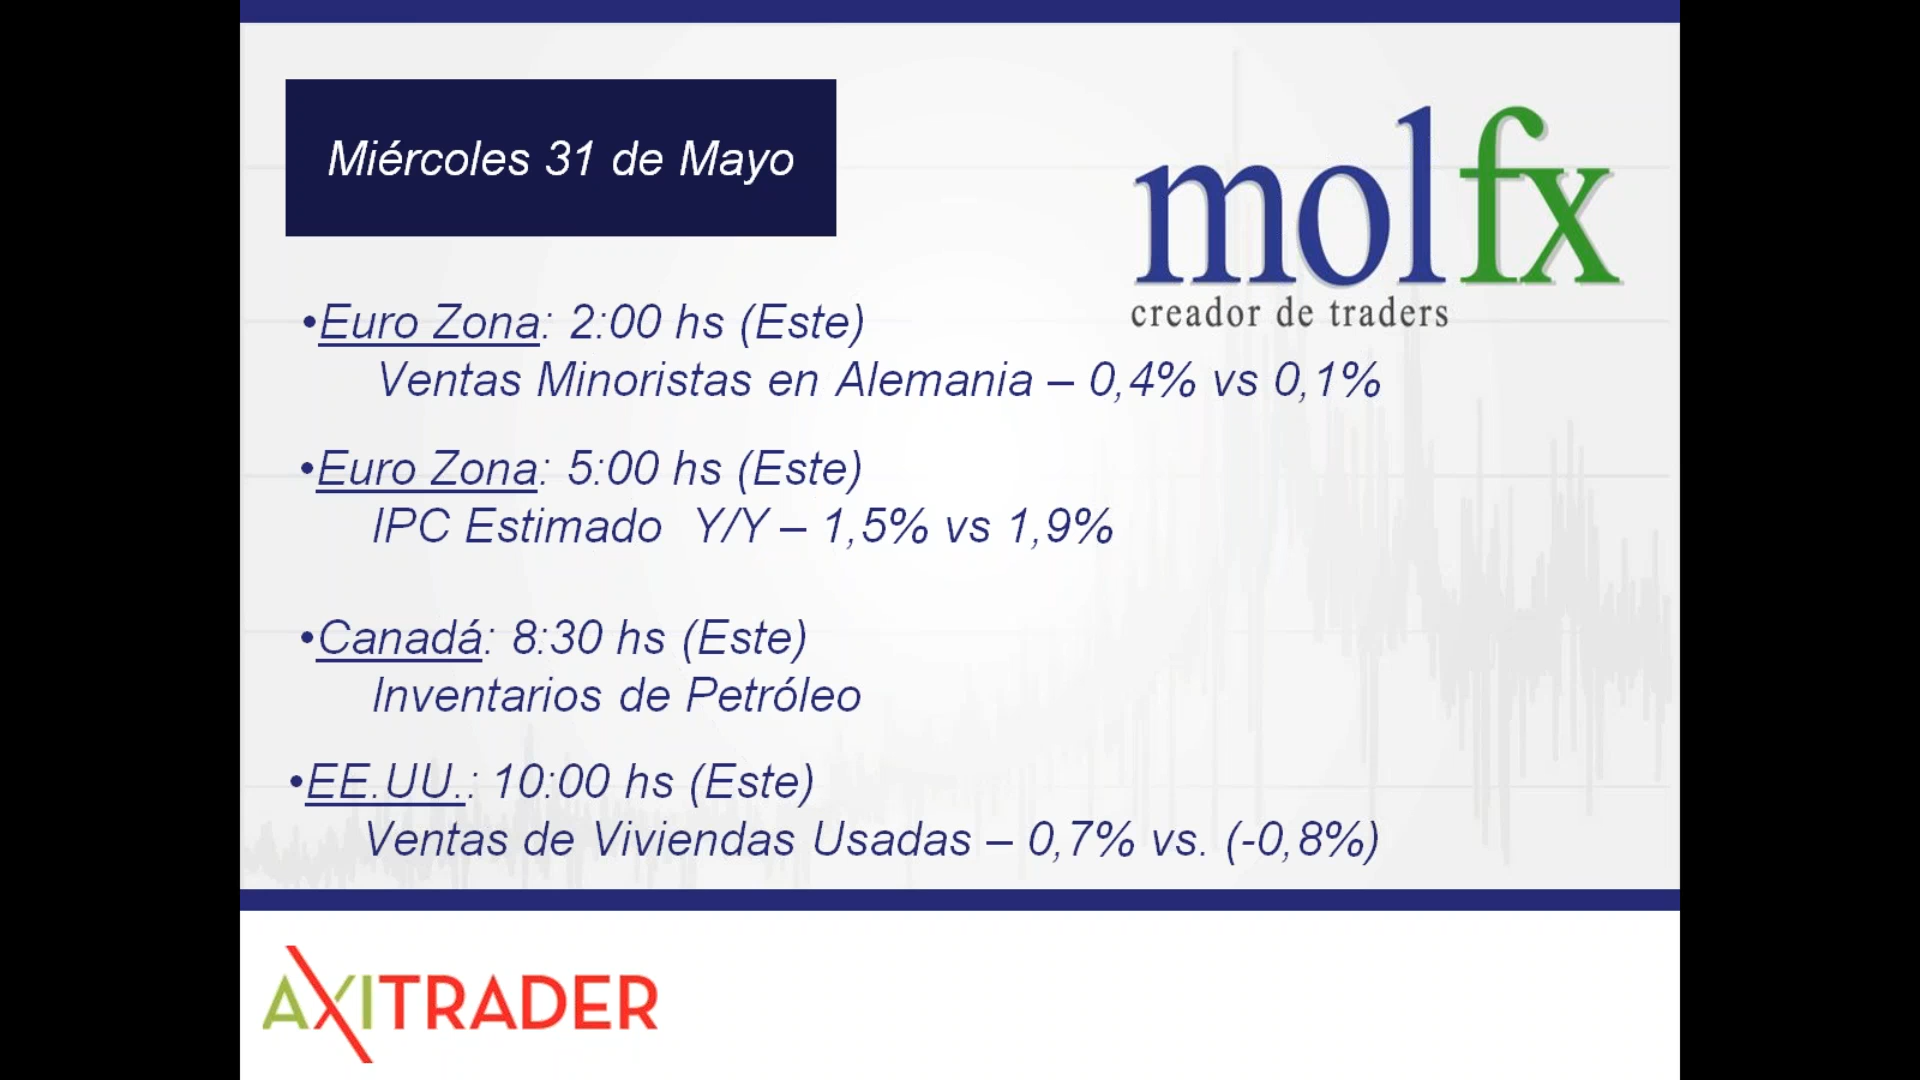 Miércoles 31 de Mayo
molfx
creador de traders
•Euro Zona: 2:00 hs (Este)
Ventas Minoristas en Alemania – 0,4% vs 0,1%
•Euro Zona: 5:00 hs (Este)
IPC Estimado Y/Y – 1,5% vs 1,9%
•Canadá: 8:30 hs (Este)
Inventarios de Petróleo
•EE.UU.: 10:00 hs (Este)
Ventas de Viviendas Usadas – 0,7% vs. (-0,8%)
AXITRADER